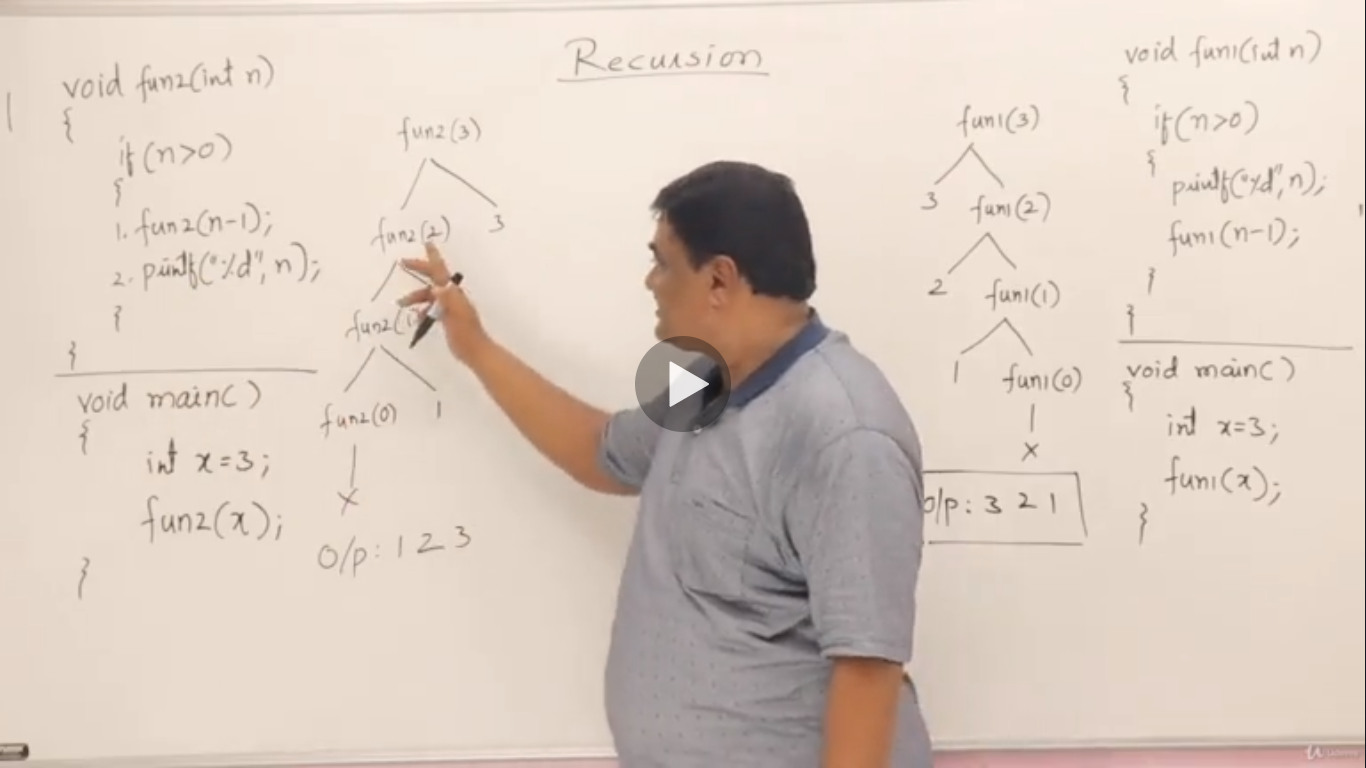 Recursion
void fun2(int n)
{
if(n>0)
{
1. fun2(n-1);
2. printf("%d", n);
}
}
void main()
{
int x=3;
fun2(x);
}
fun2(3)
fun2(2) 3
fun2(1)
fun2(0) 1
x
O/p: 1 2 3
fun1(3)
3 fun1(2)
2 fun1(1)
1 fun1(0)
x
O/p: 3 2 1
void fun1(int n)
{
if(n>0)
{
printf("%d", n);
fun1(n-1);
}
}
void main()
{
int x=3;
fun1(x);
}
Udemy